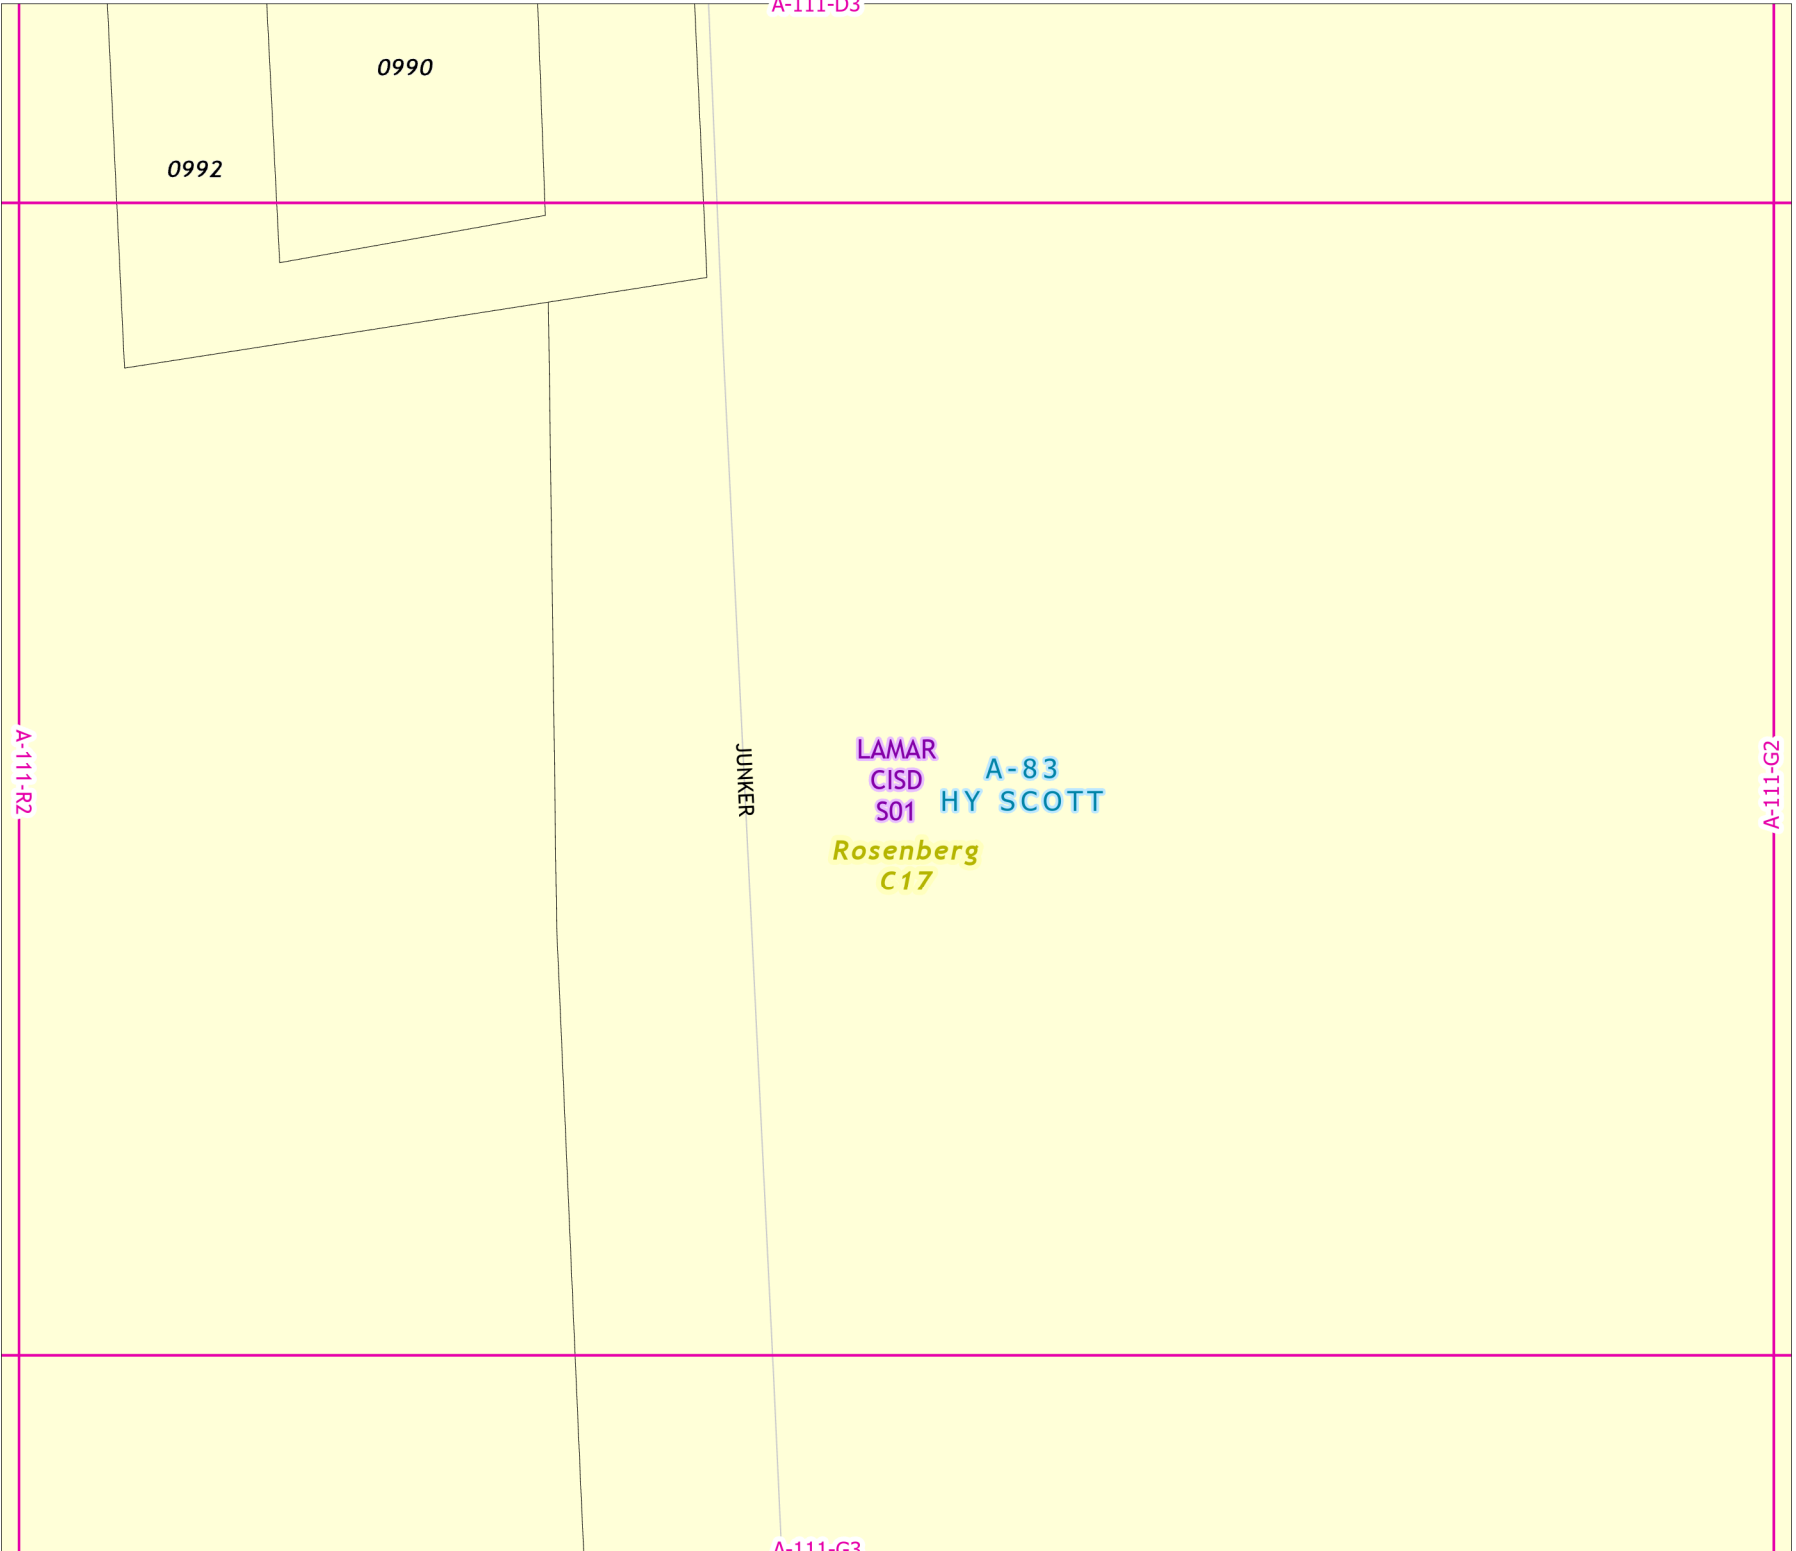 A-111-D3
0990
0992
A-111-R2
JUNKER
LAMAR
CISD
S01
A-83
HY SCOTT
Rosenberg
C17
A-111-G2
A-111-G3